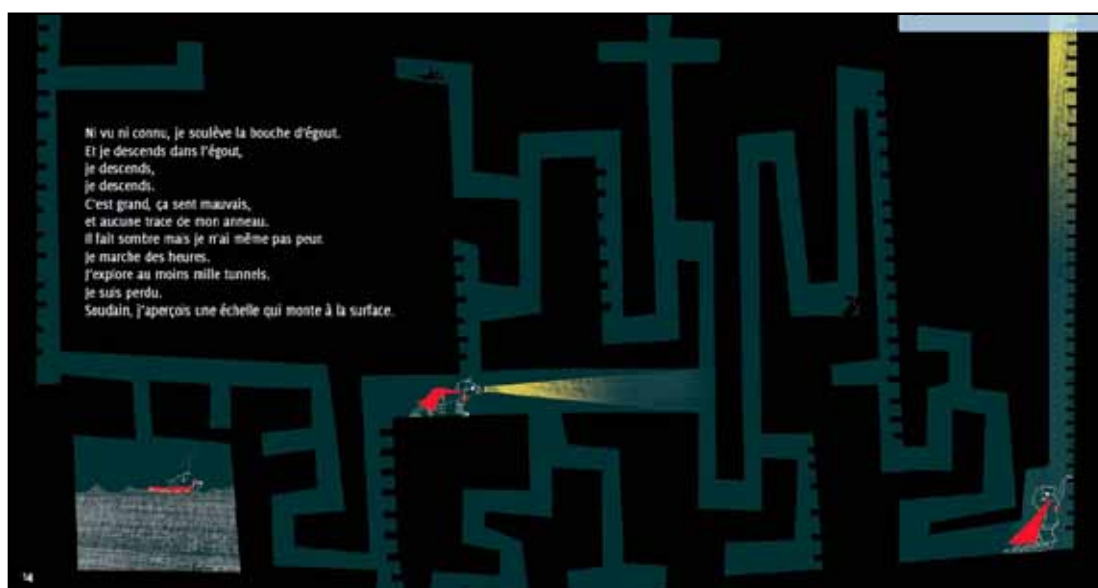 Ni vu ni connu, je soulève la bouche d'égout.
Et je descends dans l'égout,
je descends,
je descends.
C'est grand, ça sent mauvais,
et aucune trace de mon anneau.
Il fait sombre mais je n'ai même pas peur.
Je marche des heures.
J'explore au moins mille tunnels.
Je suis perdu.
Soudain, j'aperçois une échelle qui monte à la surface.
14